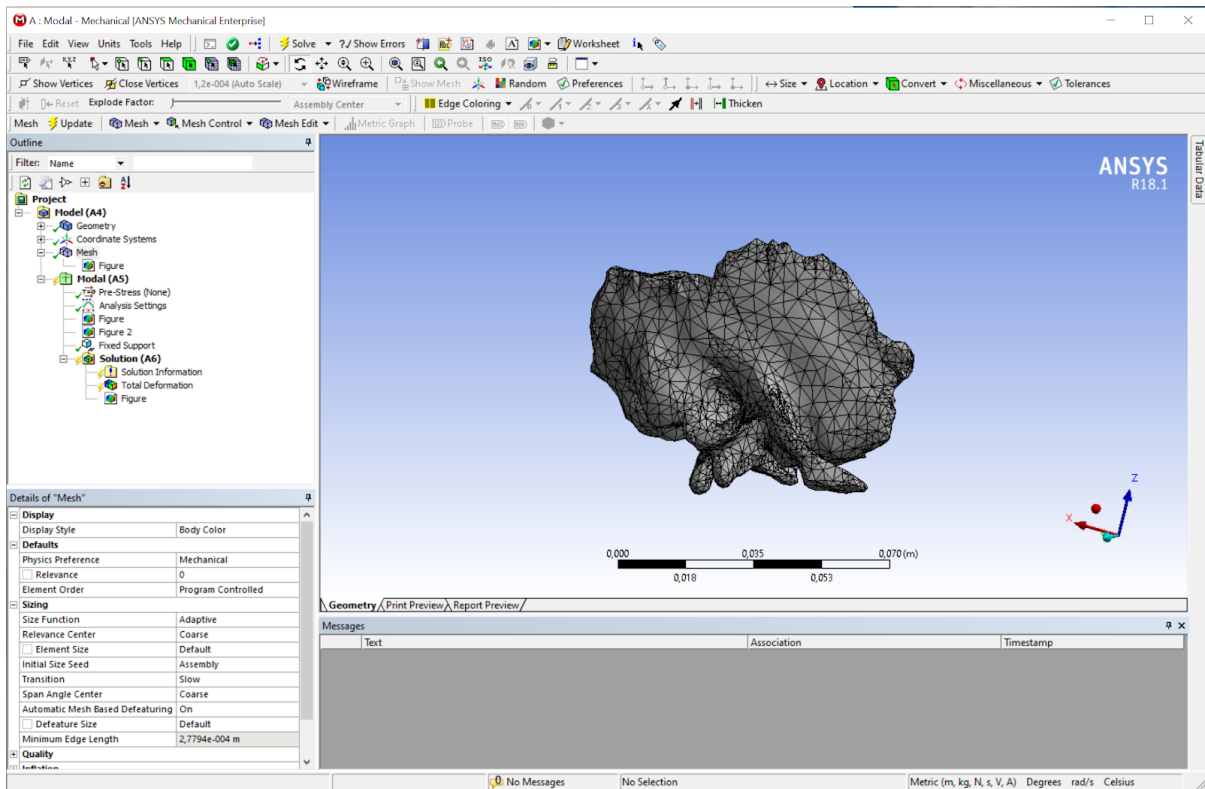 A : Modal - Mechanical [ANSYS Mechanical Enterprise]
File Edit View Units Tools Help Solve ?/ Show Errors Worksheet
Show Vertices Close Vertices 1,2e-004 (Auto Scale) Wireframe Show Mesh Random Preferences Size Location Convert Miscellaneous Tolerances
Reset Explode Factor: Assembly Center Edge Coloring Thicken
Mesh Update Mesh Mesh Control Mesh Edit Metric Graph Probe
Outline
Filter: Name
Project
Model (A4)
Geometry
Coordinate Systems
Mesh
Figure
Modal (A5)
Pre-Stress (None)
Analysis Settings
Figure
Figure 2
Fixed Support
Solution (A6)
Solution Information
Total Deformation
Figure
Details of "Mesh"
Display
Display Style Body Color
Defaults
Physics Preference Mechanical
Relevance 0
Element Order Program Controlled
Sizing
Size Function Adaptive
Relevance Center Coarse
Element Size Default
Initial Size Seed Assembly
Transition Slow
Span Angle Center Coarse
Automatic Mesh Based Defeaturing On
Defeature Size Default
Minimum Edge Length 2,7794e-004 m
Quality
Inflation
ANSYS
R18.1
Z
X
0,000 0,035 0,070 (m)
0,018 0,053
Geometry Print Preview Report Preview
Messages
Text Association Timestamp
Tabular Data
0 No Messages No Selection Metric (m, kg, N, s, V, A) Degrees rad/s Celsius